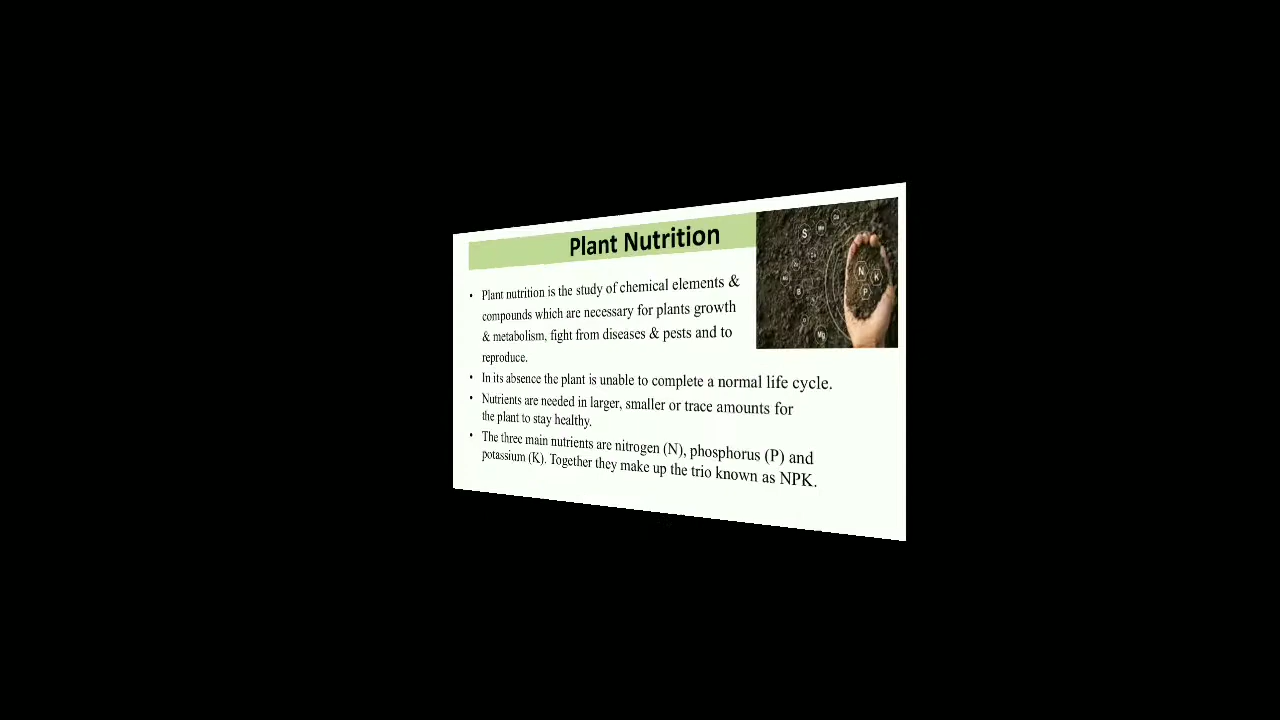 Plant Nutrition
• Plant nutrition is the study of chemical elements &
compounds which are necessary for plants growth
& metabolism, fight from diseases & pests and to
reproduce.
• In its absence the plant is unable to complete a normal life cycle.
• Nutrients are needed in larger, smaller or trace amounts for
the plant to stay healthy.
• The three main nutrients are nitrogen (N), phosphorus (P) and
potassium (K). Together they make up the trio known as NPK.
S
N
K
P
B
Mg